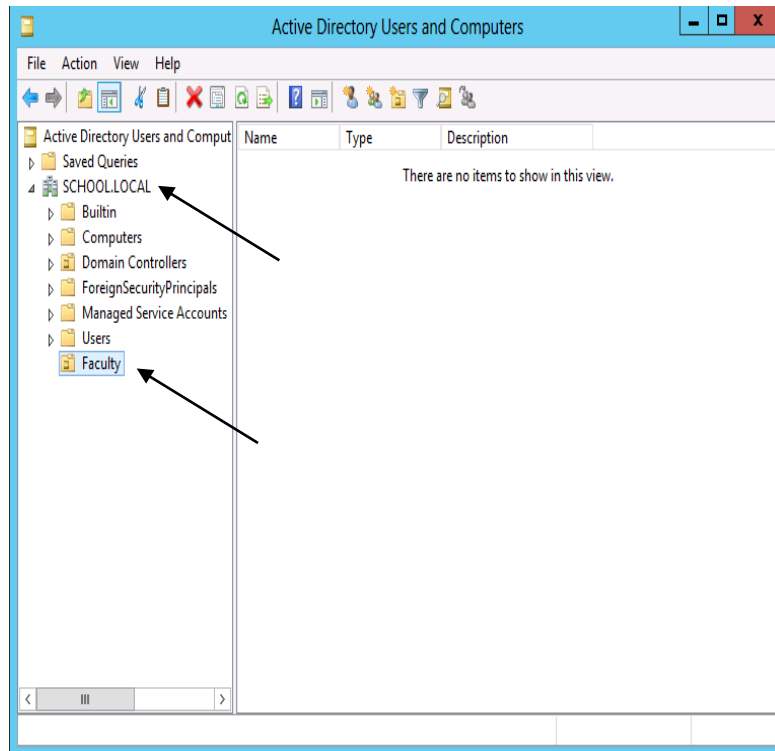 Active Directory Users and Computers
x
File Action View Help
Active Directory Users and Comput
Name Type Description
Saved Queries
There are no items to show in this view.
SCHOOL.LOCAL
Builtin
Computers
Domain Controllers
ForeignSecurityPrincipals
Managed Service Accounts
Users
Faculty